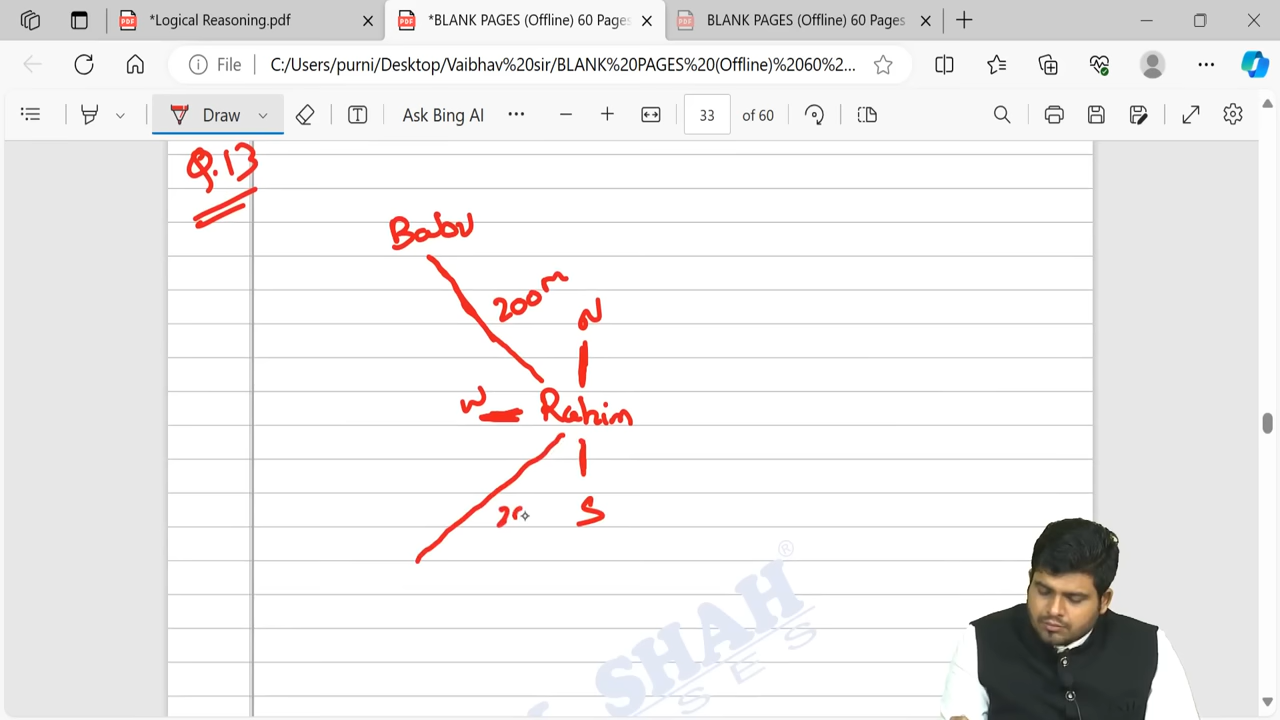 *Logical Reasoning.pdf
*BLANK PAGES (Offline) 60 Pages
BLANK PAGES (Offline) 60 Pages
File
C:/Users/purni/Desktop/Vaibhav%20sir/BLANK%20PAGES%20(Offline)%2060%2...
Draw
Ask Bing AI
33 of 60
Q.13
Babu
200m
N
W
Rahim
S
SHAH
SES